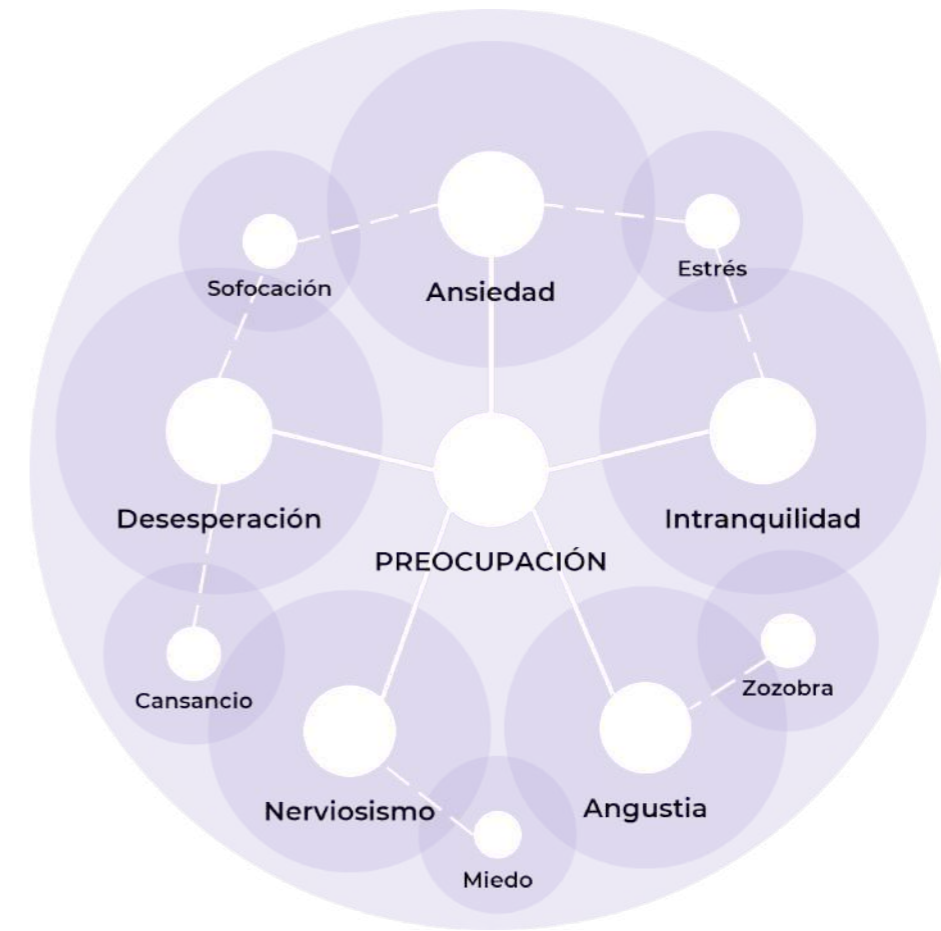 Estrés
Sofocación
Ansiedad
Desesperación
Intranquilidad
PREOCUPACIÓN
Zozobra
Cansancio
Nerviosismo
Angustia
Miedo